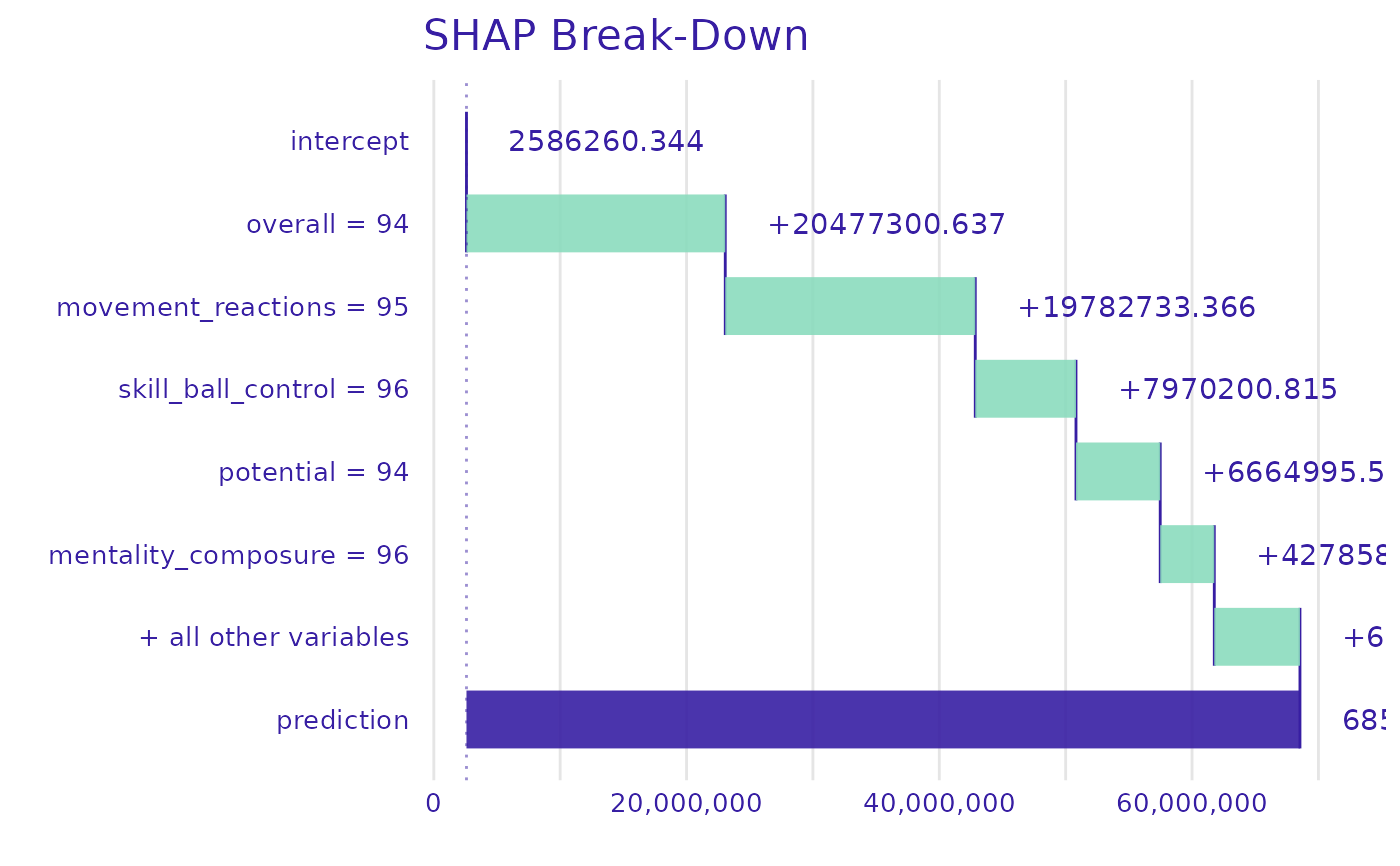 SHAP Break-Down
intercept
2586260.344
overall = 94
+20477300.637
movement_reactions = 95
+19782733.366
skill_ball_control = 96
+7970200.815
potential = 94
+6664995.5
mentality_composure = 96
+427858
+ all other variables
+6
prediction
685
0 20,000,000 40,000,000 60,000,000